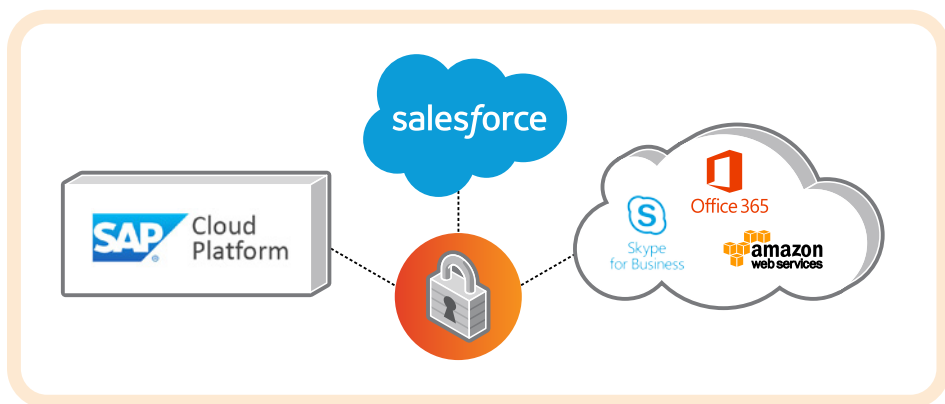 salesforce
SAP
®
Cloud
Platform
Office 365
S
Skype
for Business
amazon
web services